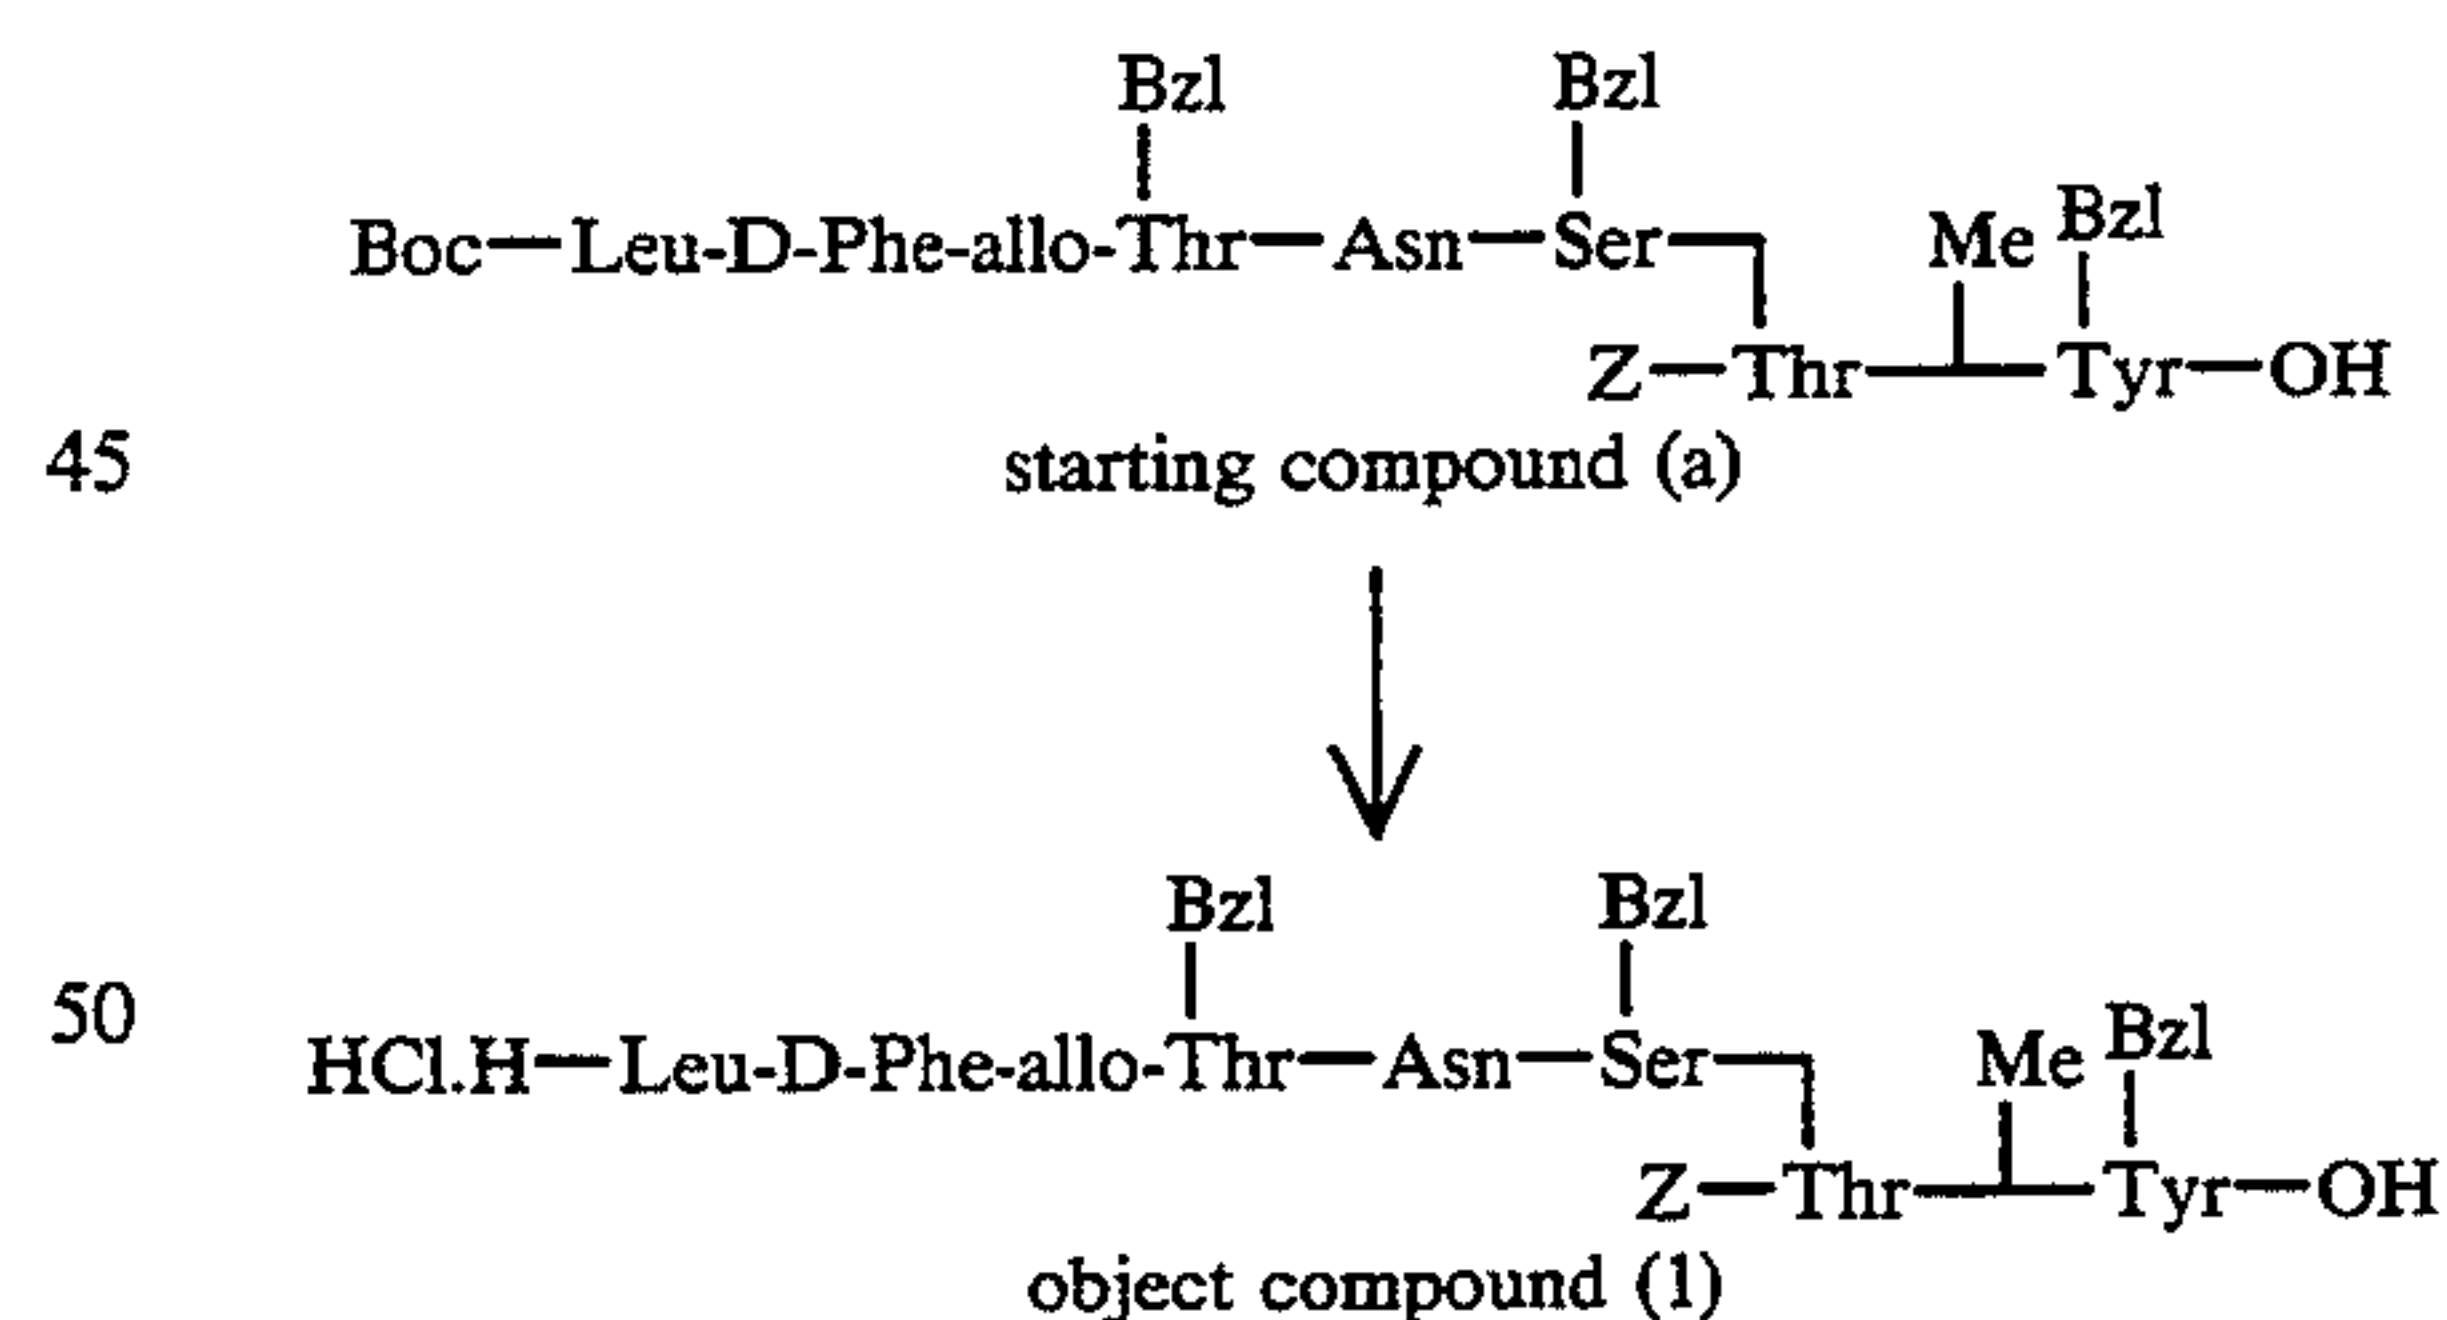 Bzl Bzl
Boc—Leu-D-Phe-allo-Thr—Asn—Ser Me Bzl
Z—Thr Tyr—OH
45 starting compound (a)
Bzl Bzl
50 HCl.H—Leu-D-Phe-allo-Thr—Asn—Ser Me Bzl
Z—Thr Tyr—OH
object compound (1)